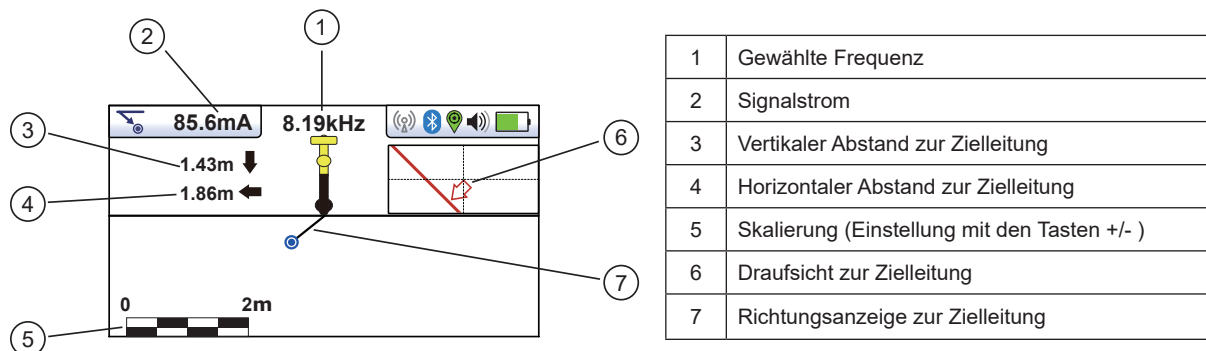 1
2
85.6mA 8.19kHz
3
1.43m
6
1.86m
4
7
0 2m
5
1 Gewählte Frequenz
2 Signalstrom
3 Vertikaler Abstand zur Zielleitung
4 Horizontaler Abstand zur Zielleitung
5 Skalierung (Einstellung mit den Tasten +/- )
6 Draufsicht zur Zielleitung
7 Richtungsanzeige zur Zielleitung